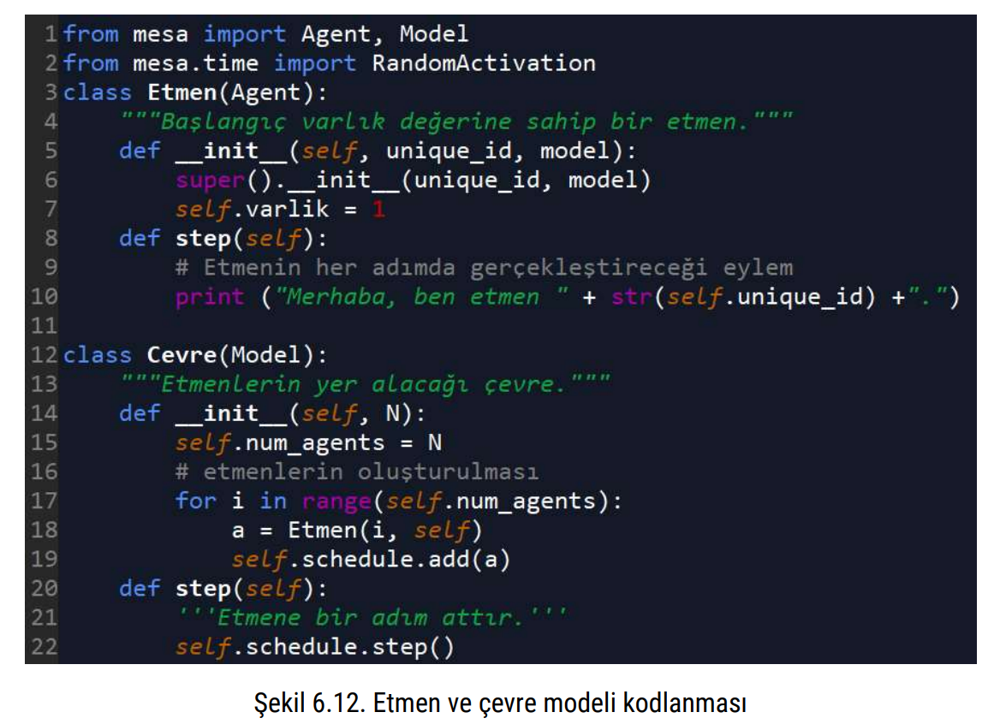 1 from mesa import Agent, Model
2 from mesa.time import RandomActivation
3 class Etmen(Agent):
4     """Başlangıç varlık değerine sahip bir etmen."""
5     def __init__(self, unique_id, model):
6         super().__init__(unique_id, model)
7         self.varlik = 1
8     def step(self):
9         # Etmenin her adımda gerçekleştireceği eylem
10         print ("Merhaba, ben etmen " + str(self.unique_id) +".")
11
12 class Cevre(Model):
13     """Etmenlerin yer alacağı çevre."""
14     def __init__(self, N):
15         self.num_agents = N
16         # etmenlerin oluşturulması
17         for i in range(self.num_agents):
18             a = Etmen(i, self)
19             self.schedule.add(a)
20     def step(self):
21         '''Etmene bir adım attır.'''
22         self.schedule.step()
Şekil 6.12. Etmen ve çevre modeli kodlanması